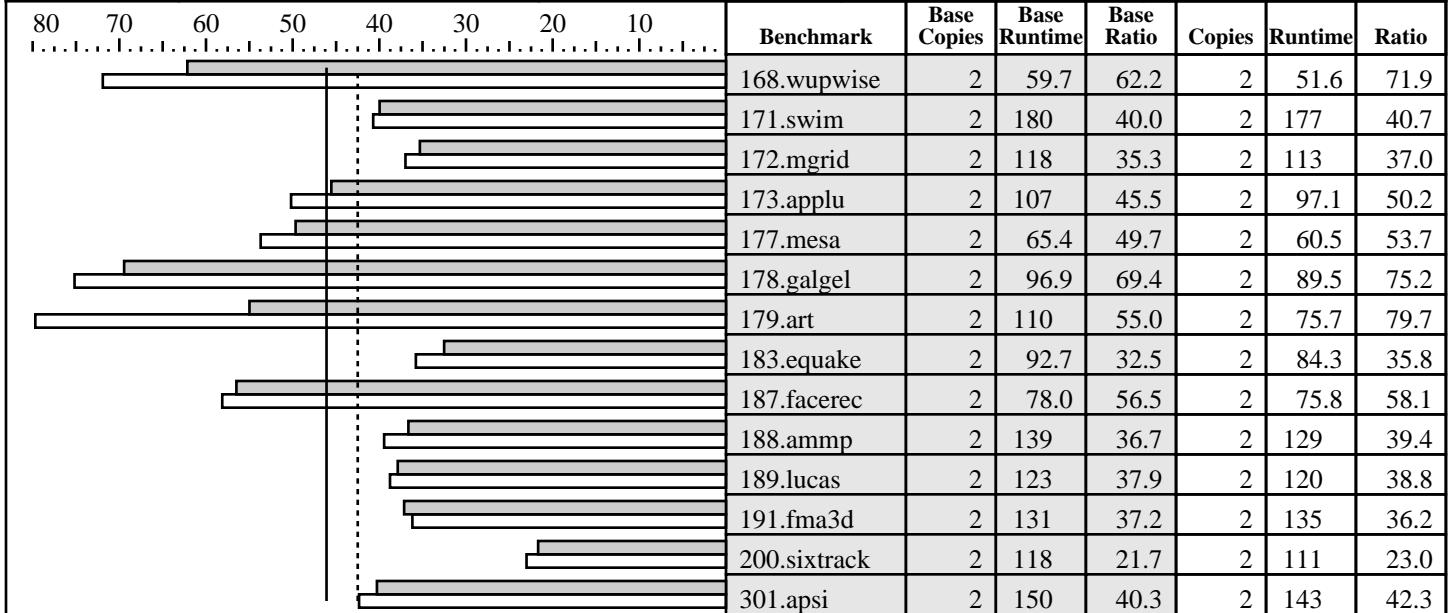 80 70 60 50 40 30 20 10
Benchmark Base Copies Base Runtime Base Ratio Copies Runtime Ratio
168.wupwise 2 59.7 62.2 2 51.6 71.9
171.swim 2 180 40.0 2 177 40.7
172.mgrid 2 118 35.3 2 113 37.0
173.applu 2 107 45.5 2 97.1 50.2
177.mesa 2 65.4 49.7 2 60.5 53.7
178.galgel 2 96.9 69.4 2 89.5 75.2
179.art 2 110 55.0 2 75.7 79.7
183.equake 2 92.7 32.5 2 84.3 35.8
187.facerec 2 78.0 56.5 2 75.8 58.1
188.ammp 2 139 36.7 2 129 39.4
189.lucas 2 123 37.9 2 120 38.8
191.fma3d 2 131 37.2 2 135 36.2
200.sixtrack 2 118 21.7 2 111 23.0
301.apsi 2 150 40.3 2 143 42.3